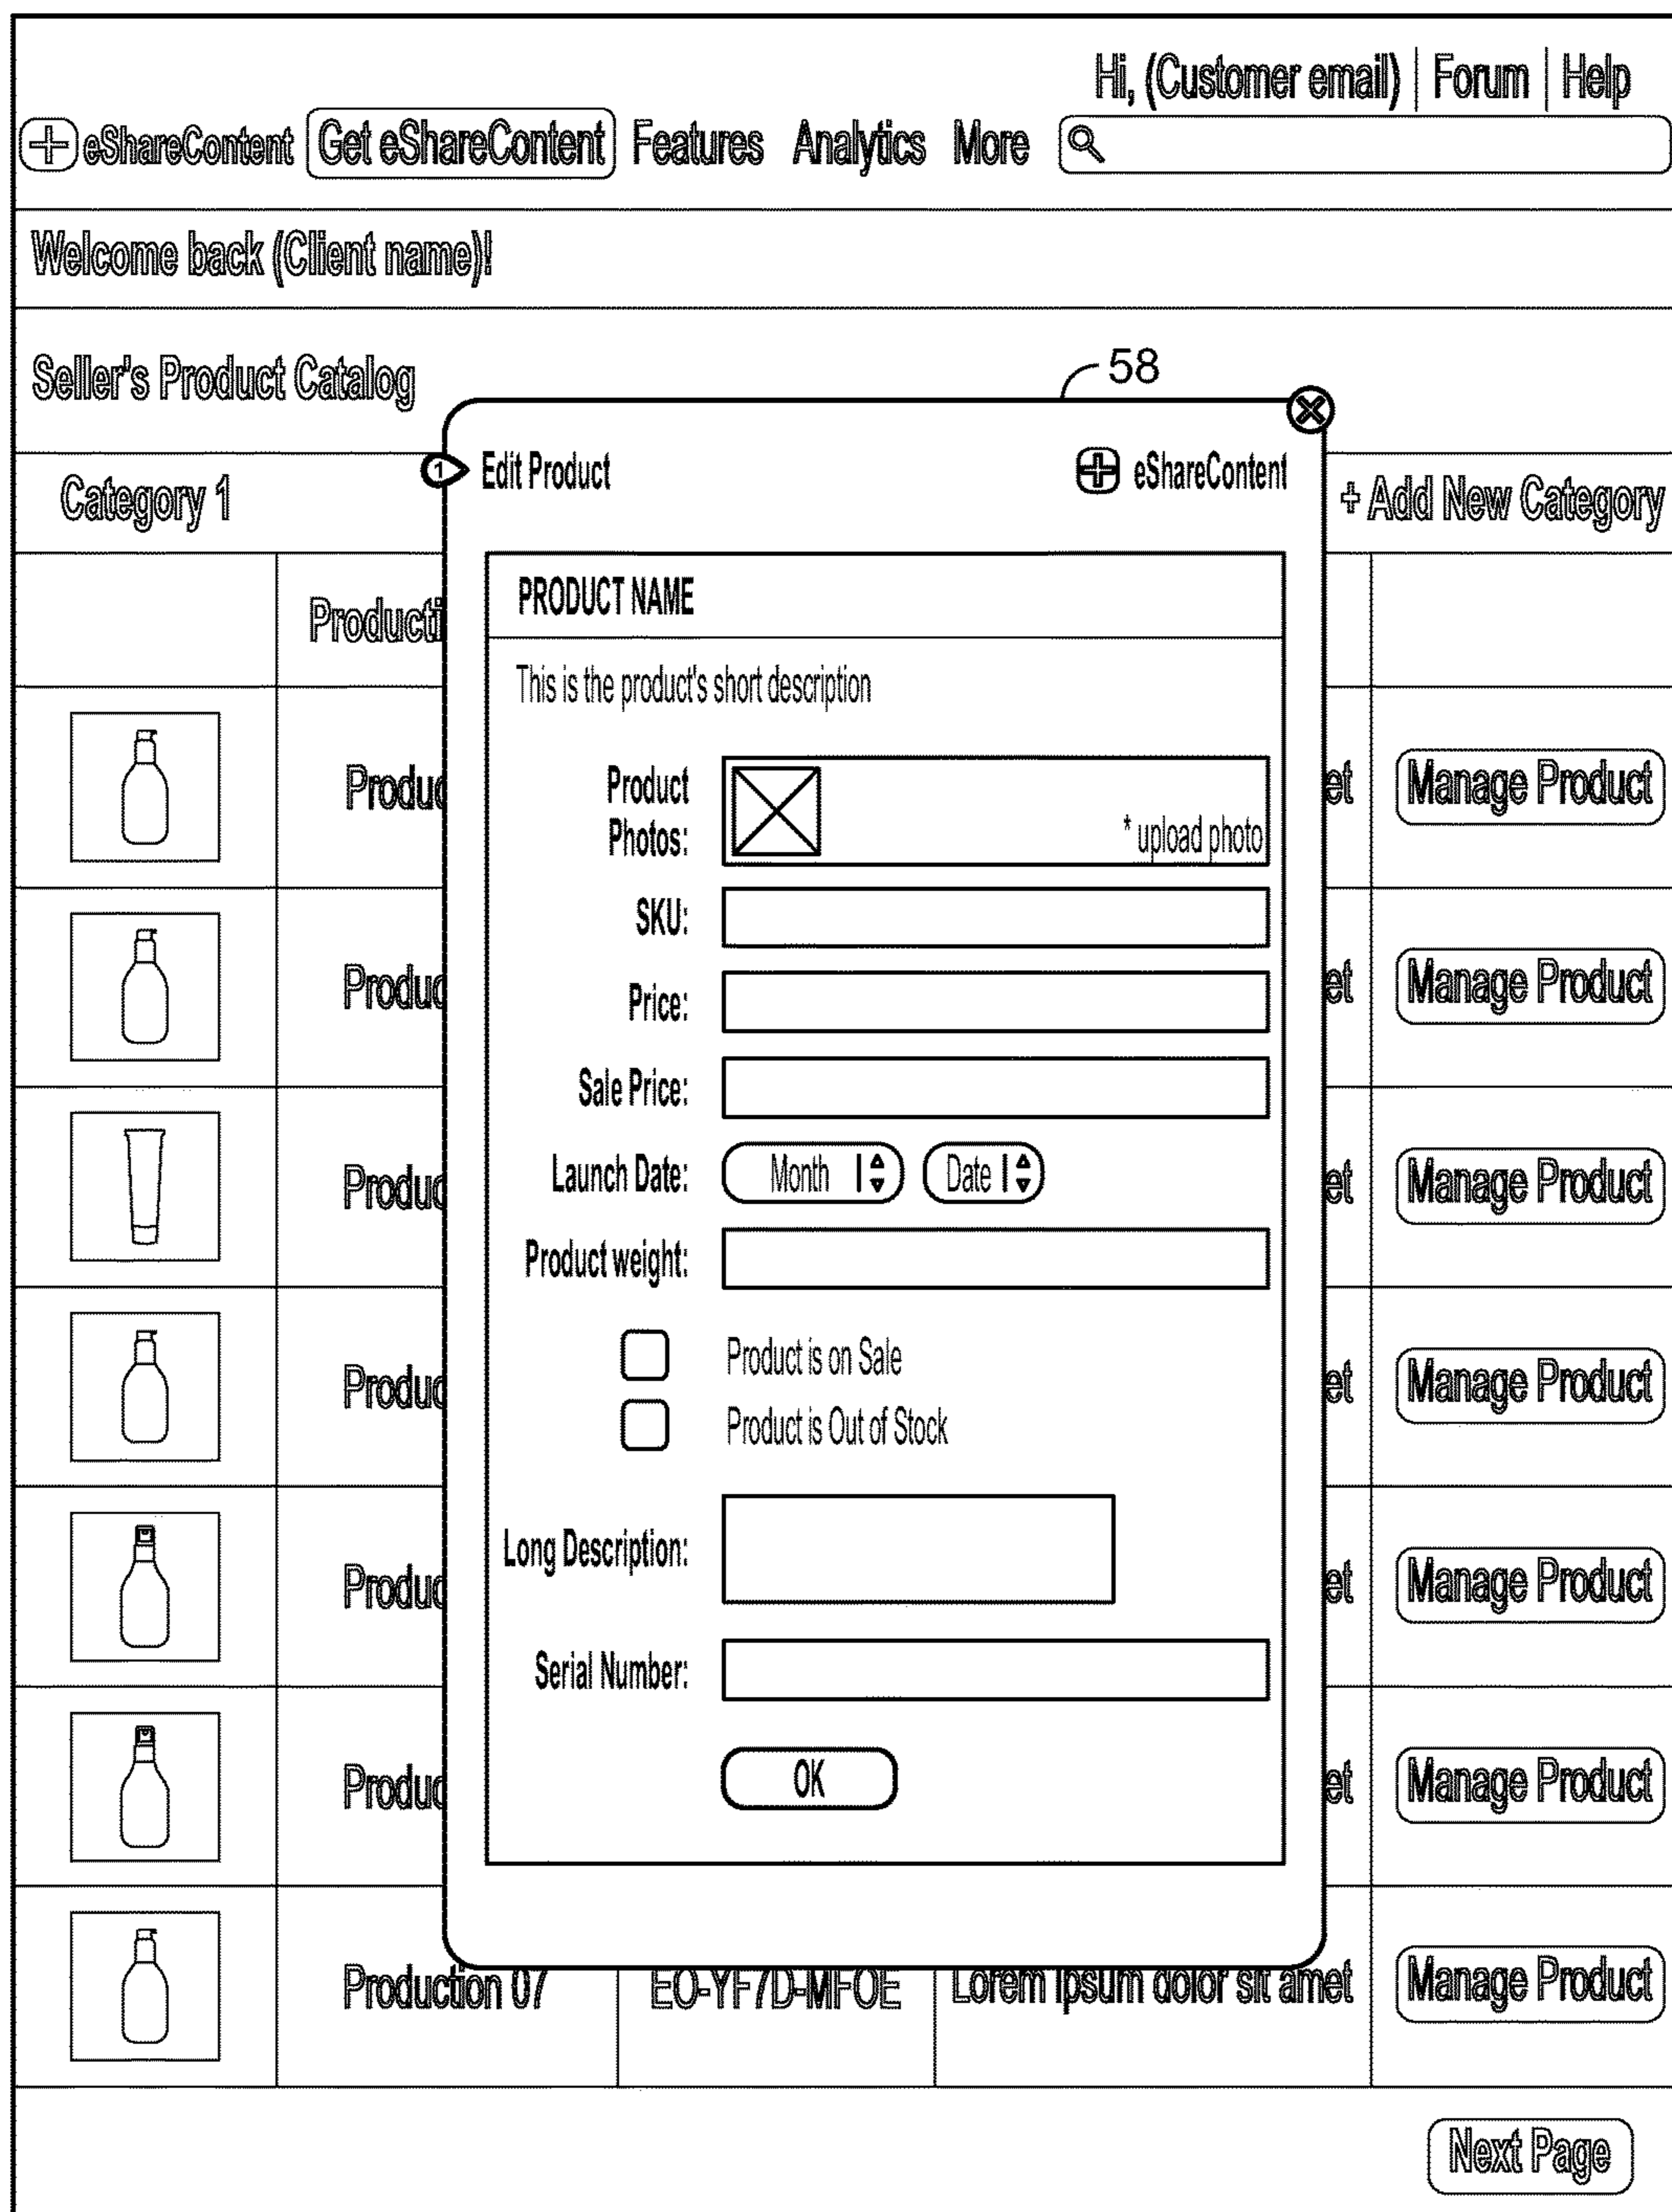 Hi, (Customer email) | Forum | Help
eShareContent Get eShareContent Features Analytics More
Welcome back (Client name)!
Seller's Product Catalog
58
1 Edit Product eShareContent
Category 1 + Add New Category
PRODUCT NAME
Producti
This is the product's short description
Product
Photos:
* upload photo
Produc et Manage Product
SKU:
Produc et Manage Product
Price:
Sale Price:
Launch Date: Month Date
Produc et Manage Product
Product weight:
Product is on Sale
Produc et Manage Product
Product is Out of Stock
Long Description:
Produc et Manage Product
Serial Number:
OK
Produc et Manage Product
Production 07 EO-YF7D-MFOE Lorem ipsum dolor sit amet Manage Product
Next Page